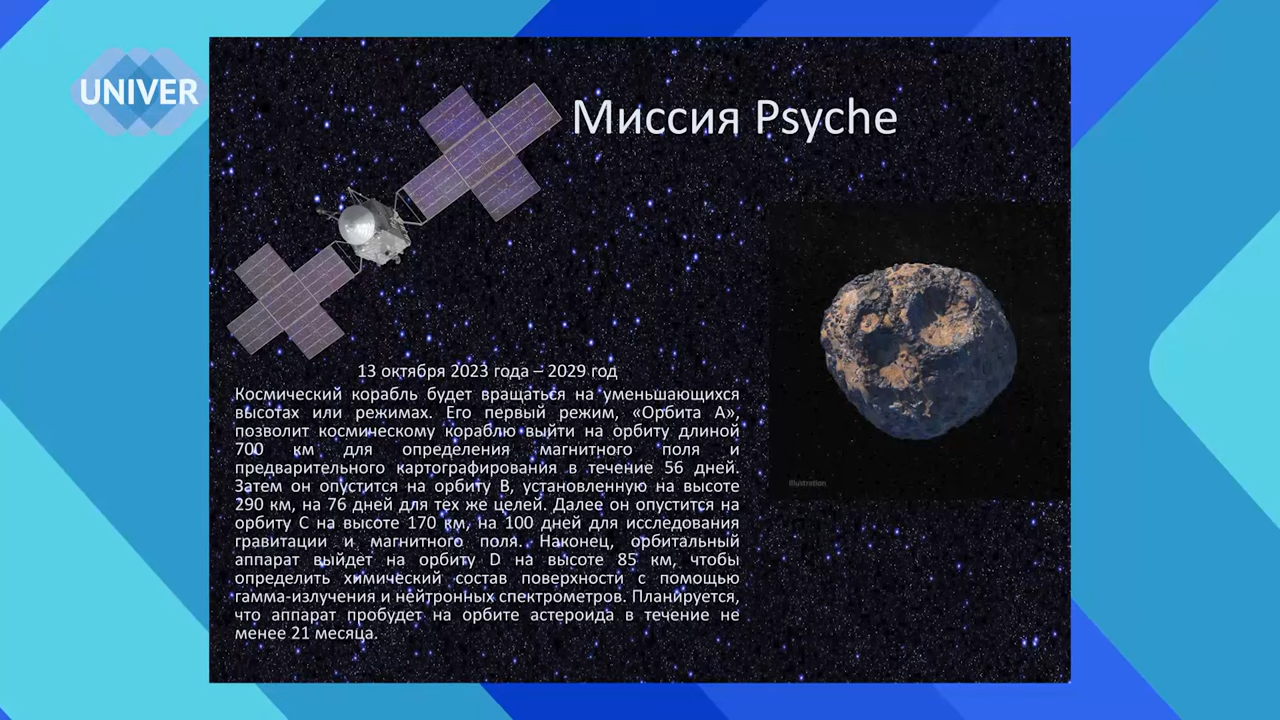 UNIVER
Миссия Psyche
13 октября 2023 года – 2029 год
Космический корабль будет вращаться на уменьшающихся
высотах или режимах. Его первый режим, «Орбита А»,
позволит космическому кораблю выйти на орбиту длиной
700 км для определения магнитного поля и
предварительного картографирования в течение 56 дней.
Затем он опустится на орбиту B, установленную на высоте
290 км, на 76 дней для тех же целей. Далее он опустится на
орбиту C на высоте 170 км, на 100 дней для исследования
гравитации и магнитного поля. Наконец, орбитальный
аппарат выйдет на орбиту D на высоте 85 км, чтобы
определить химический состав поверхности с помощью
гамма-излучения и нейтронных спектрометров. Планируется,
что аппарат пробудет на орбите астероида в течение не
менее 21 месяца.
Illustration